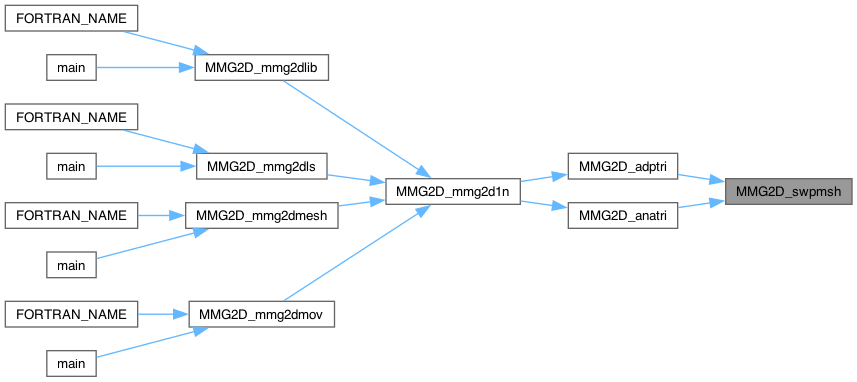 FORTRAN_NAME
main
MMG2D_mmg2dlib
FORTRAN_NAME
main
MMG2D_mmg2dls
FORTRAN_NAME
main
MMG2D_mmg2dmesh
FORTRAN_NAME
main
MMG2D_mmg2dmov
MMG2D_mmg2d1n
MMG2D_adptri
MMG2D_anatri
MMG2D_swpmsh